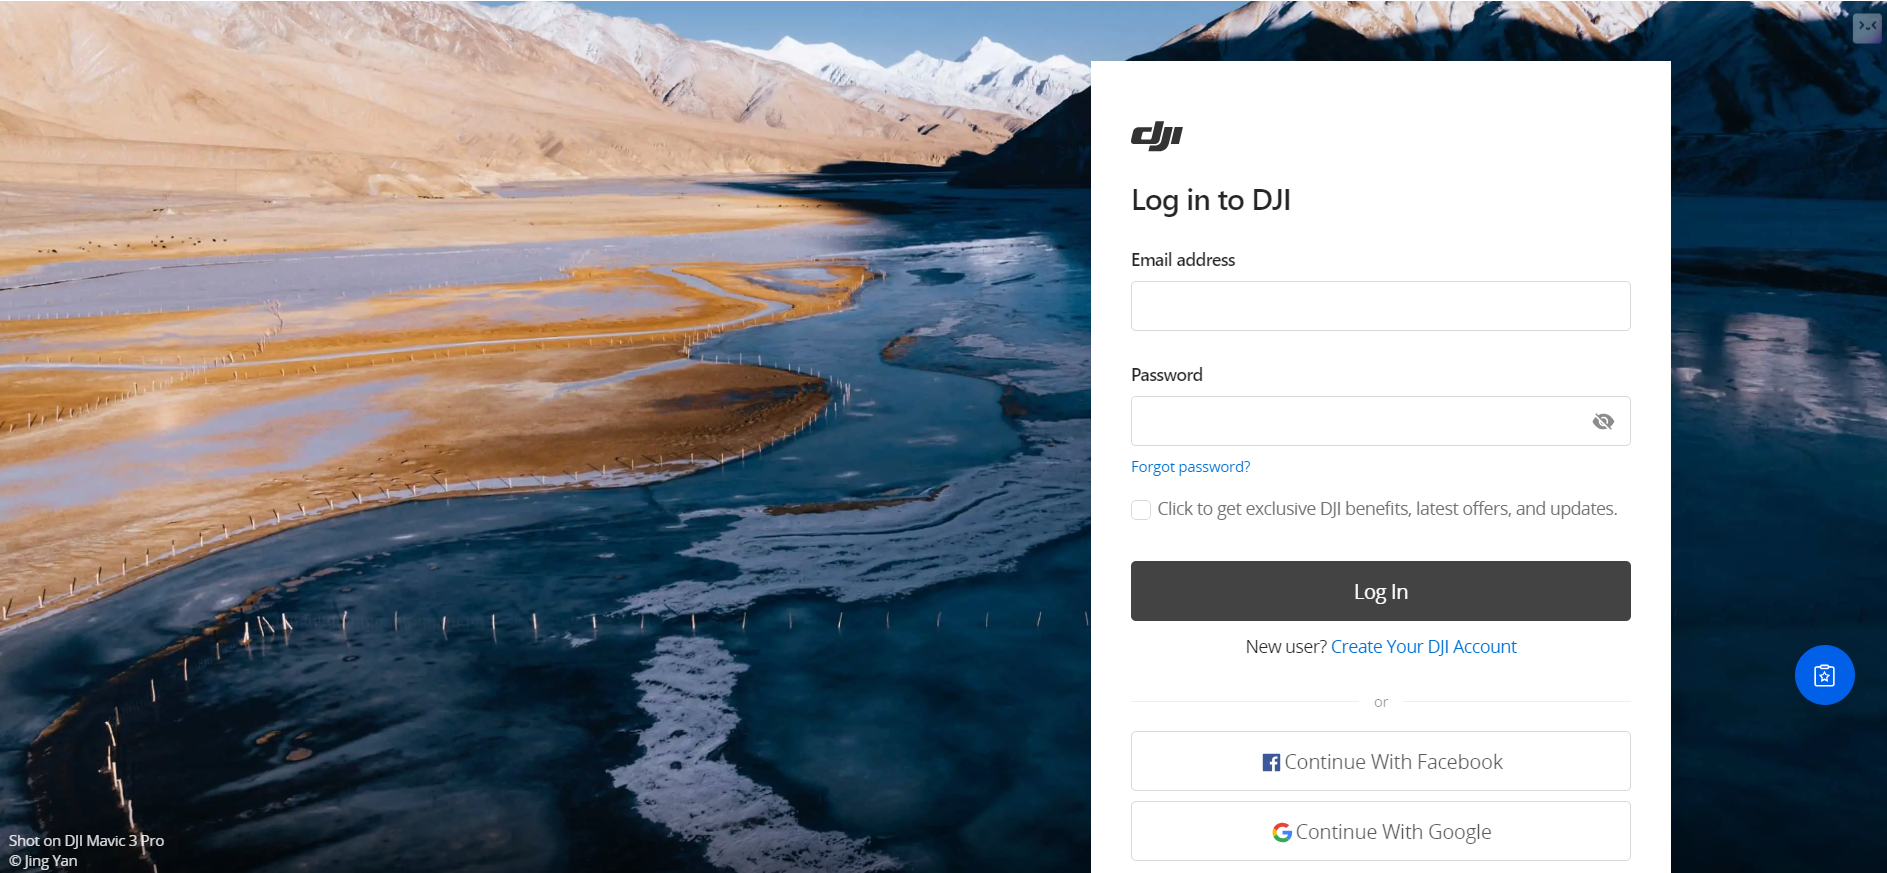 dji
Log in to DJI
Email address
Password
Forgot password?
Click to get exclusive DJI benefits, latest offers, and updates.
Log In
New user? Create Your DJI Account
or
Continue With Facebook
Continue With Google
Shot on DJI Mavic 3 Pro
© Jing Yan